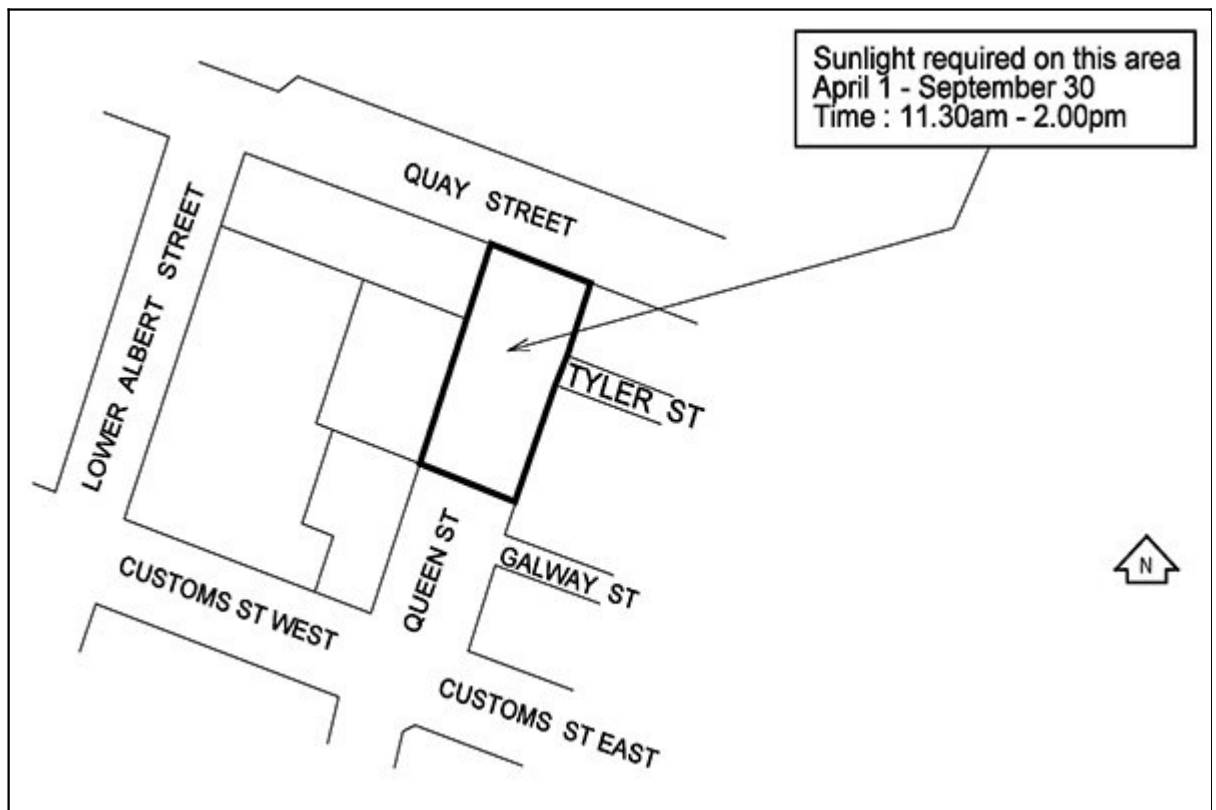 Sunlight required on this area
April 1 - September 30
Time : 11.30am - 2.00pm
QUAY STREET
LOWER ALBERT STREET
TYLER ST
QUEEN ST
GALWAY ST
N
CUSTOMS ST WEST
CUSTOMS ST EAST